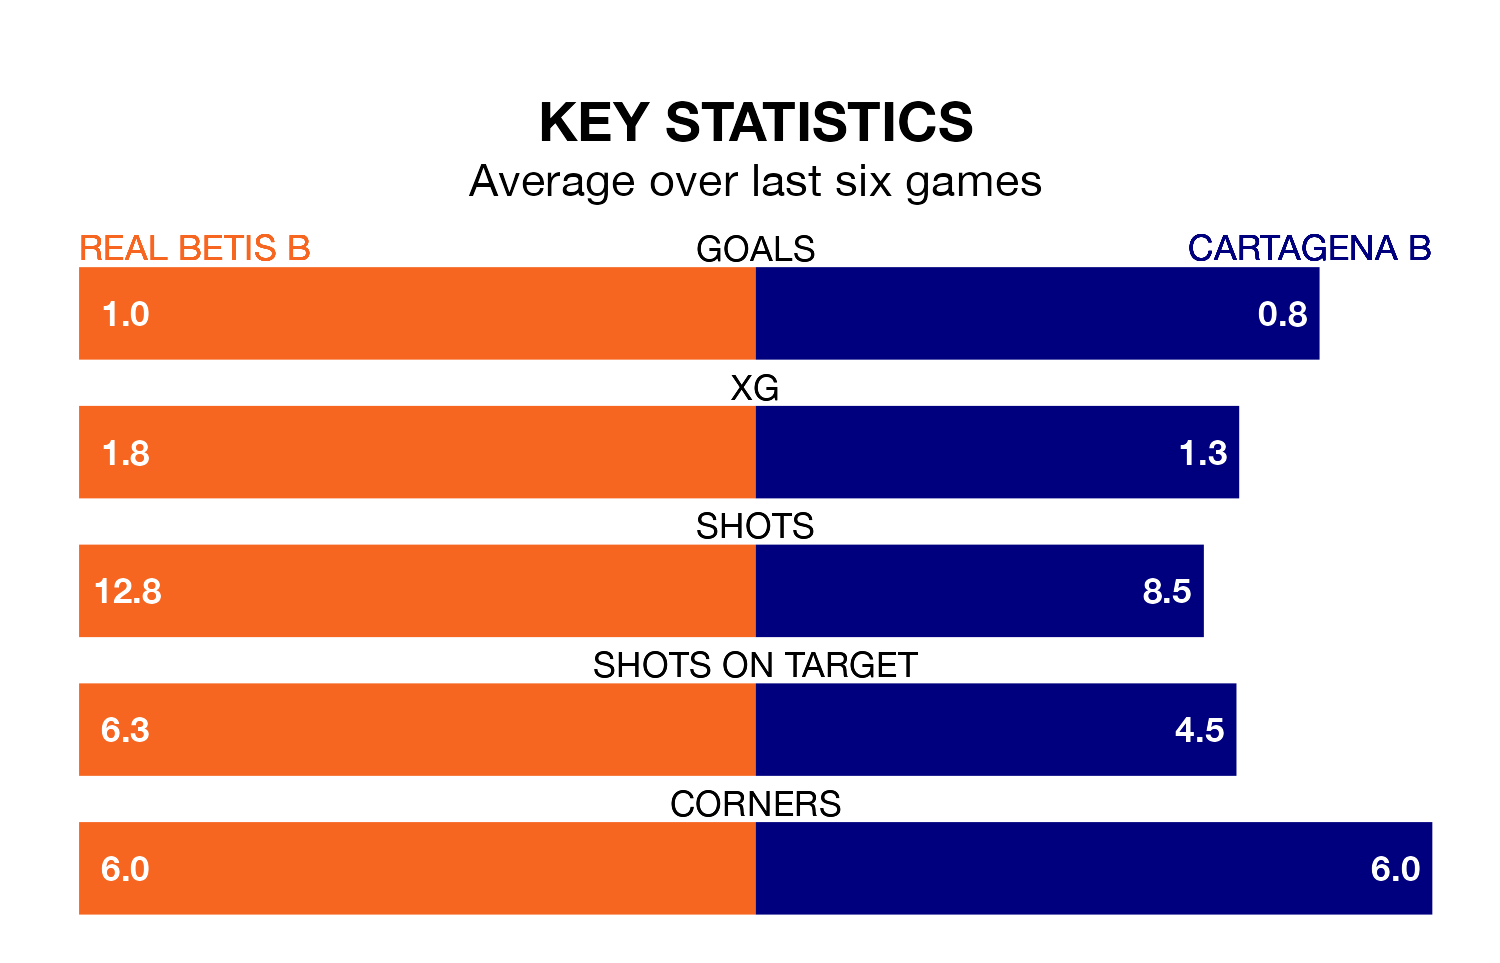 KEY STATISTICS
Average over last six games
REAL BETIS B GOALS CARTAGENA B
1.0 0.8
XG
1.8 1.3
SHOTS
12.8 8.5
SHOTS ON TARGET
6.3 4.5
CORNERS
6.0 6.0